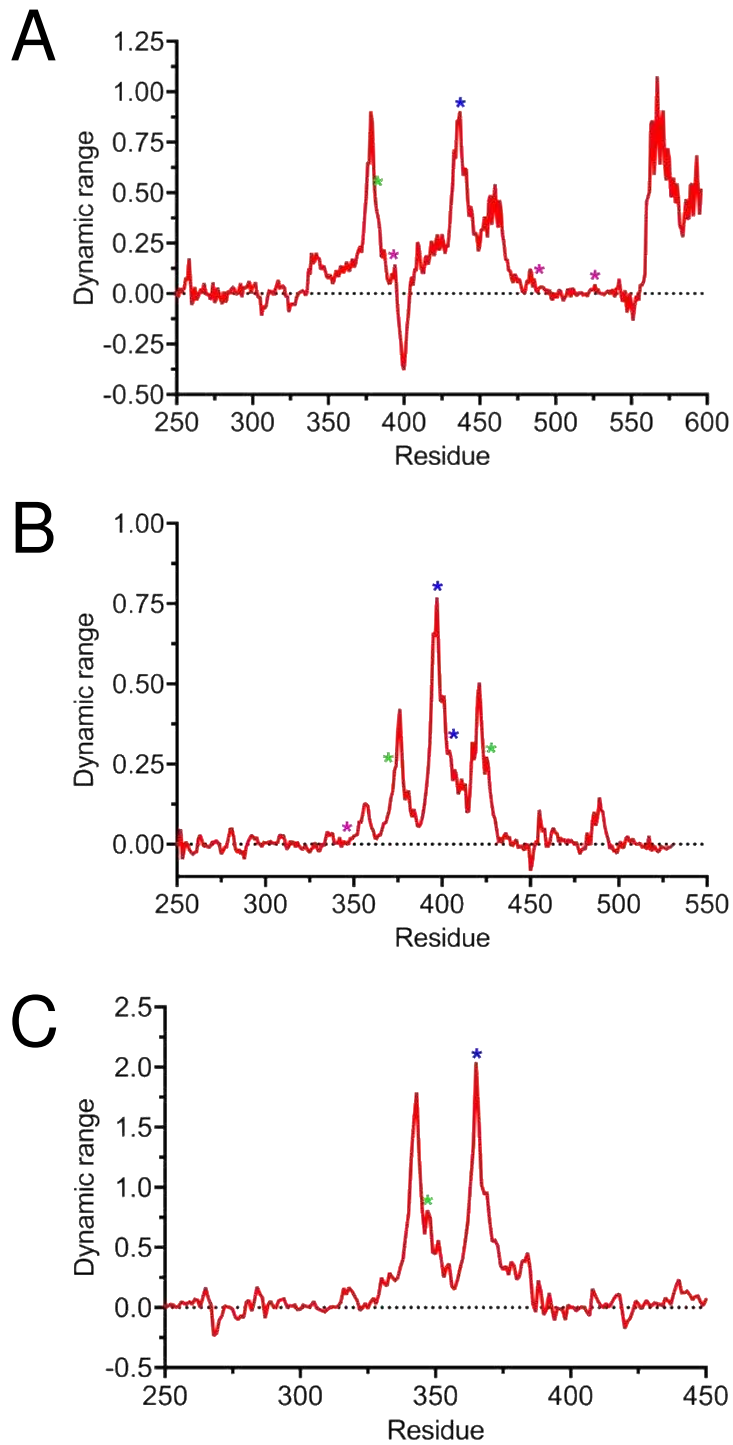 A
1.25
1.00
0.75
0.50
0.25
0.00
-0.25
-0.50
Dynamic range
* * * * * *
250 300 350 400 450 500 550 600
Residue
B
1.00
0.75
0.50
0.25
0.00
Dynamic range
* * * * *
250 300 350 400 450 500 550
Residue
C
2.5
2.0
1.5
1.0
0.5
0.0
-0.5
Dynamic range
* *
250 300 350 400 450
Residue